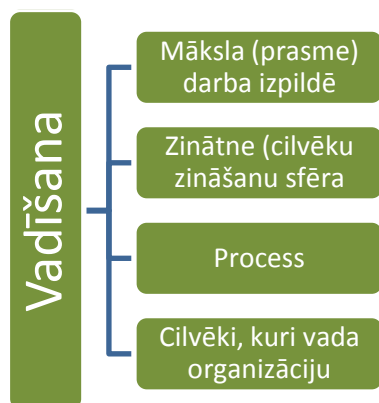 Vadīšana
Māksla (prasme)
darba izpildē
Zinātne (cilvēku
zināšanu sfēra
Process
Cilvēki, kuri vada
organizāciju